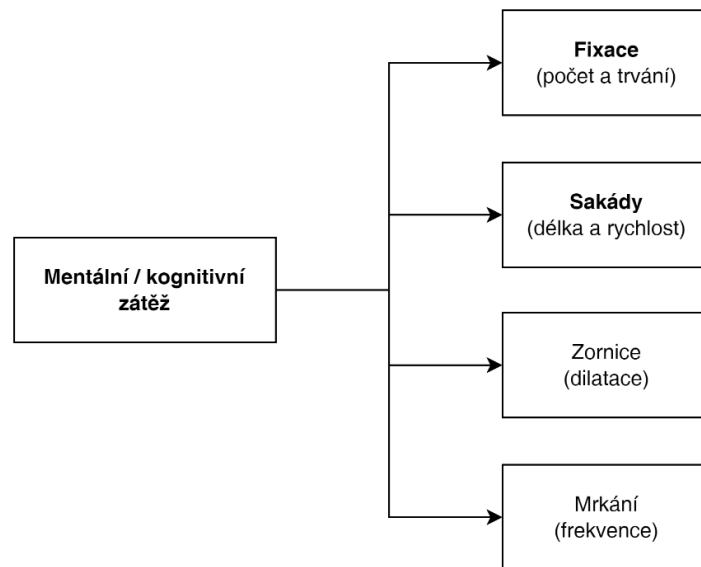 Fixace
(počet a trvání)
Sakády
(délka a rychlost)
Mentální / kognitivní
zátěž
Zornice
(dilatace)
Mrkání
(frekvence)